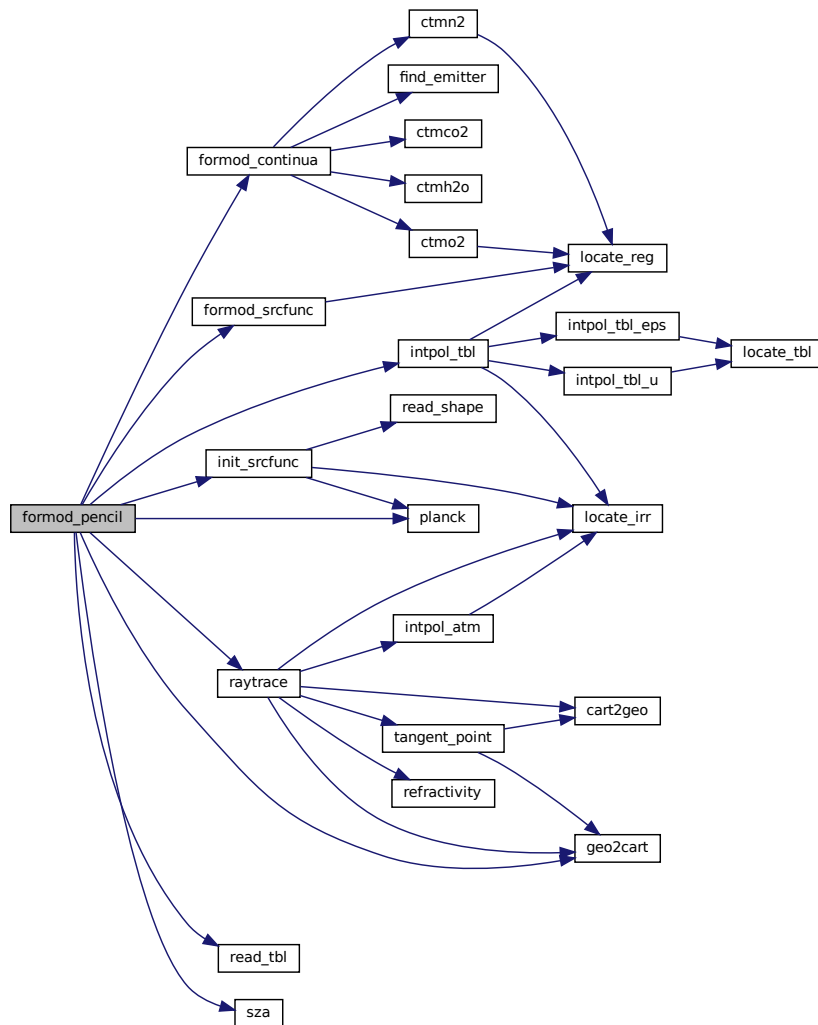 ctmn2
find_emitter
ctmco2
formod_continua
ctmh2o
ctmo2
locate_reg
formod_srcfunc
intpol_tbl_eps
intpol_tbl
locate_tbl
intpol_tbl_u
read_shape
init_srcfunc
formod_pencil
planck
locate_irr
intpol_atm
raytrace
cart2geo
tangent_point
refractivity
geo2cart
read_tbl
sza